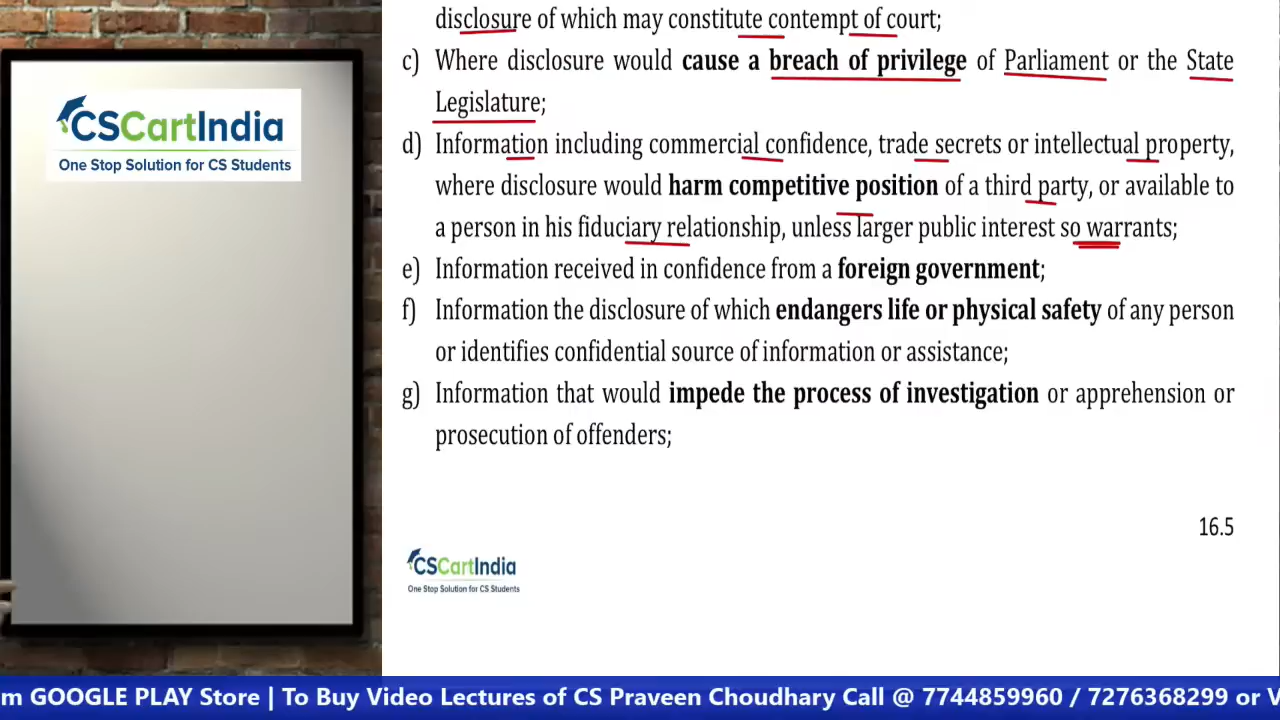 CSCartIndia
One Stop Solution for CS Students
disclosure of which may constitute contempt of court;
c) Where disclosure would cause a breach of privilege of Parliament or the State
Legislature;
d) Information including commercial confidence, trade secrets or intellectual property,
where disclosure would harm competitive position of a third party, or available to
a person in his fiduciary relationship, unless larger public interest so warrants;
e) Information received in confidence from a foreign government;
f) Information the disclosure of which endangers life or physical safety of any person
or identifies confidential source of information or assistance;
g) Information that would impede the process of investigation or apprehension or
prosecution of offenders;
16.5
CSCartIndia
One Stop Solution for CS Students
m GOOGLE PLAY Store | To Buy Video Lectures of CS Praveen Choudhary Call @ 7744859960 / 7276368299 or V